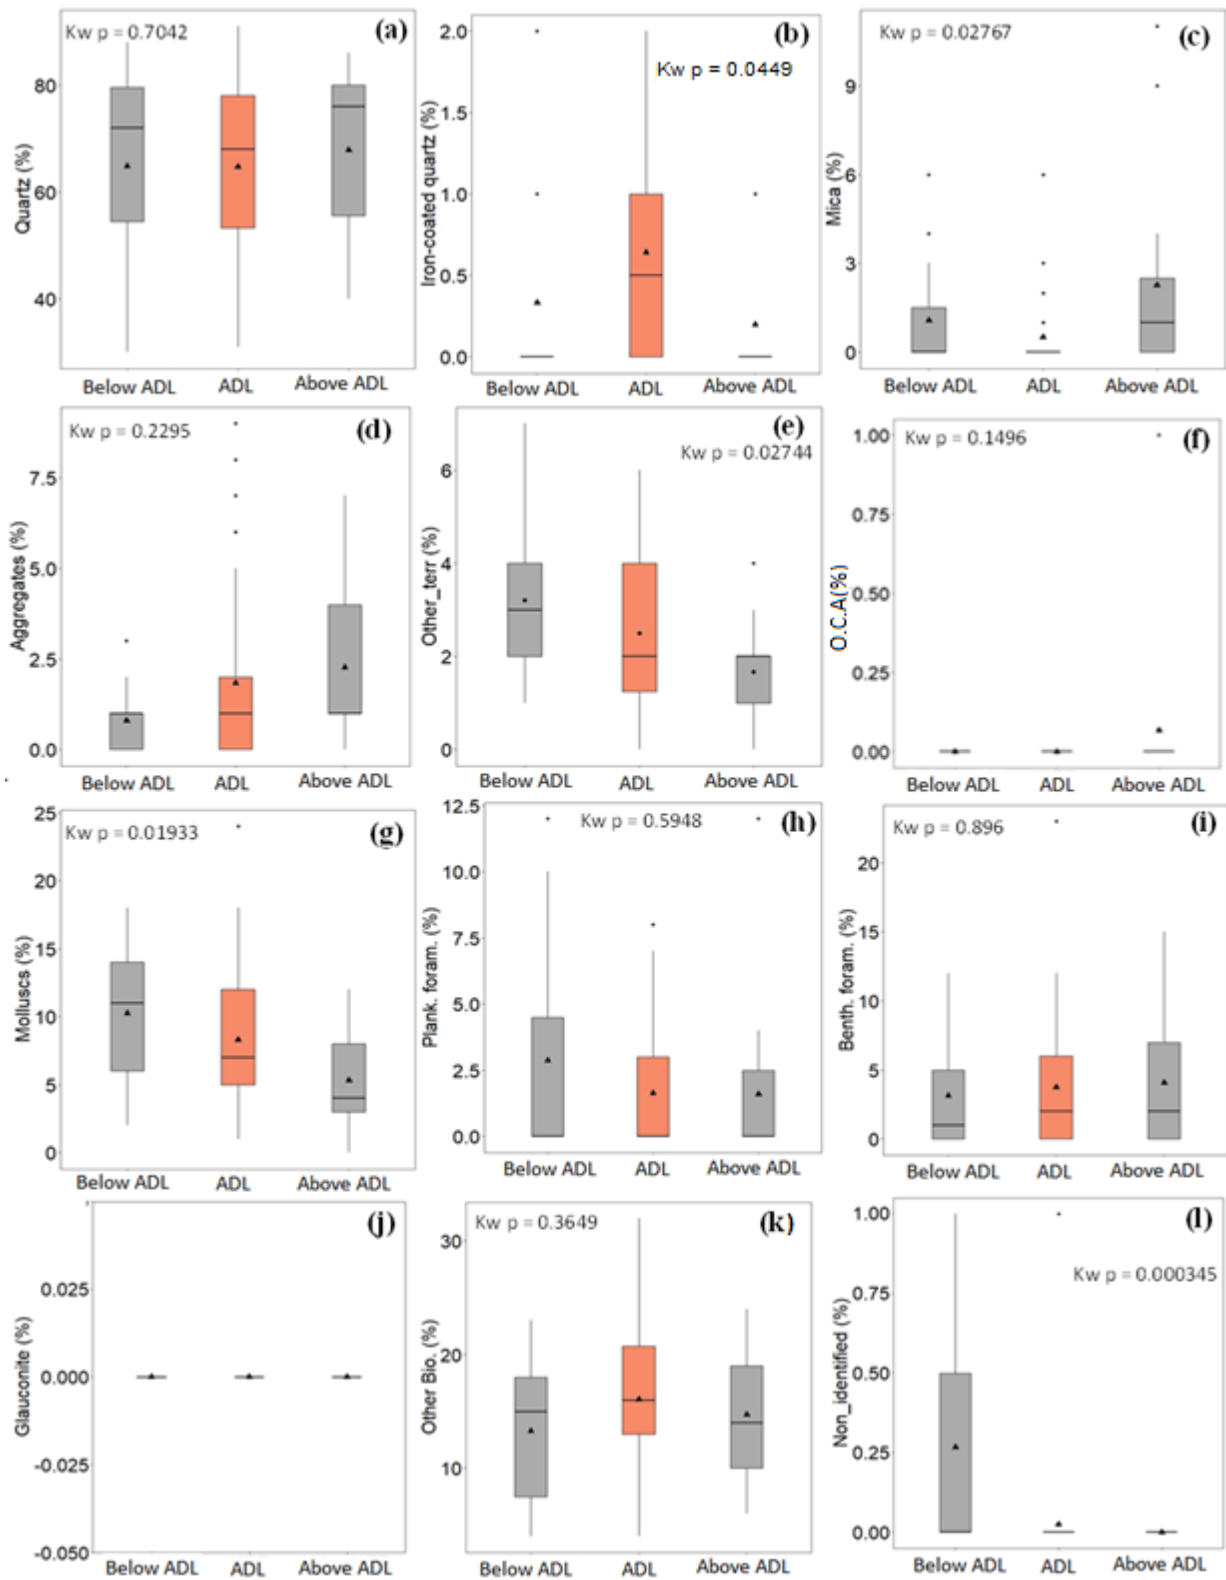 Kw p = 0.7042
(a)
Quartz (%)
80
60
40
Below ADL
ADL
Above ADL
(b)
Kw p = 0.0449
Iron-coated quartz (%)
2.0
1.5
1.0
0.5
0.0
Below ADL
ADL
Above ADL
Kw p = 0.02767
(c)
Mica (%)
9
6
3
0
Below ADL
ADL
Above ADL
Kw p = 0.2295
(d)
Aggregates (%)
7.5
5.0
2.5
0.0
Below ADL
ADL
Above ADL
(e)
Kw p = 0.02744
Other_terr (%)
6
4
2
0
Below ADL
ADL
Above ADL
Kw p = 0.1496
(f)
O.C.A(%)
1.00
0.75
0.50
0.25
0.00
Below ADL
ADL
Above ADL
Kw p = 0.01933
(g)
Molluscs (%)
25
20
15
10
5
0
Below ADL
ADL
Above ADL
Kw p = 0.5948
(h)
Plank. foram. (%)
12.5
10.0
7.5
5.0
2.5
0.0
Below ADL
ADL
Above ADL
Kw p = 0.896
(i)
Benth. foram. (%)
20
15
10
5
0
Below ADL
ADL
Above ADL
(j)
Glauconite (%)
0.025
0.000
-0.025
-0.050
Below ADL
ADL
Above ADL
Kw p = 0.3649
(k)
Other Bio. (%)
30
20
10
Below ADL
ADL
Above ADL
(l)
Kw p = 0.000345
Non_identified (%)
1.00
0.75
0.50
0.25
0.00
Below ADL
ADL
Above ADL